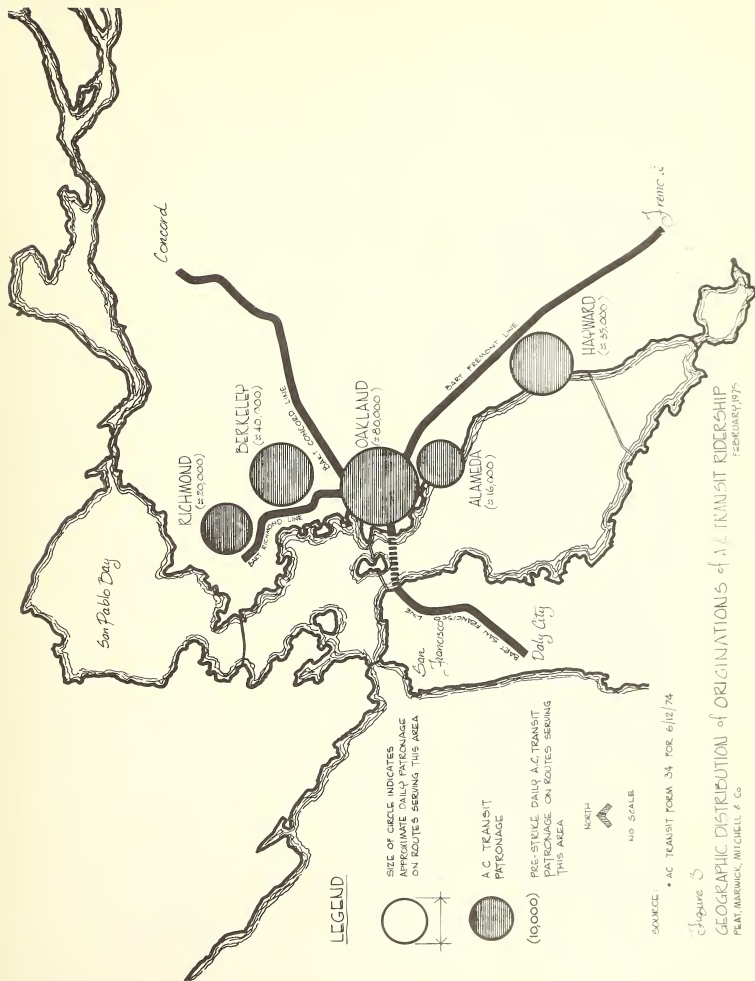 San Pablo Bay
Concord
RICHMOND
(≈20,000)
BERKELEY
(≈40,000)
BART CONCORD LINE
BART RICHMOND LINE
OAKLAND
(≈80,000)
BART FREMONT LINE
Fremont
HAYWARD
(≈35,000)
ALAMEDA
(≈16,000)
San
Francisco
BART SAN FRANCISCO
LINE
Daly City
LEGEND
SIZE OF CIRCLE INDICATES
APPROXIMATE DAILY PATRONAGE
ON ROUTES SERVING THIS AREA
A C TRANSIT
PATRONAGE
(10,000)
PRE-STRIKE DAILY A.C. TRANSIT
PATRONAGE ON ROUTES SERVING
THIS AREA
NORTH
NO SCALE
SOURCE:
• AC TRANSIT FORM 34 FOR 6/12/74
Figure 3
GEOGRAPHIC DISTRIBUTION of ORIGINATIONS of AC TRANSIT RIDERSHIP
PEAT, MARWICK, MITCHELL & Co
FEBRUARY, 1975